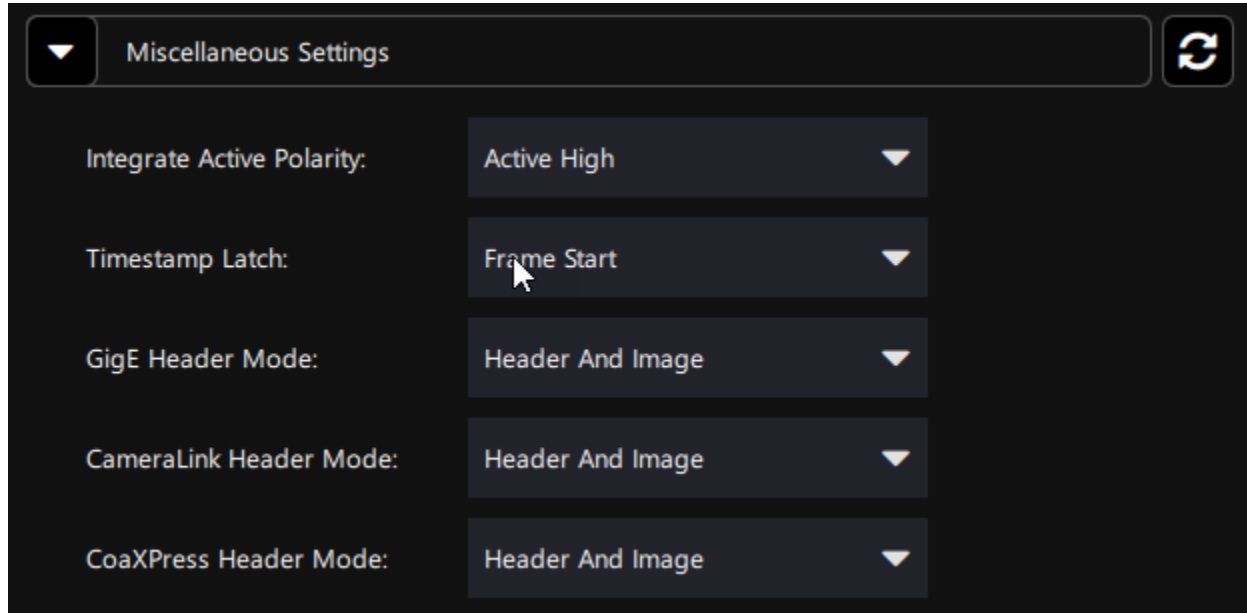 Miscellaneous Settings
Integrate Active Polarity: Active High
Timestamp Latch: Frame Start
GigE Header Mode: Header And Image
CameraLink Header Mode: Header And Image
CoaXPress Header Mode: Header And Image